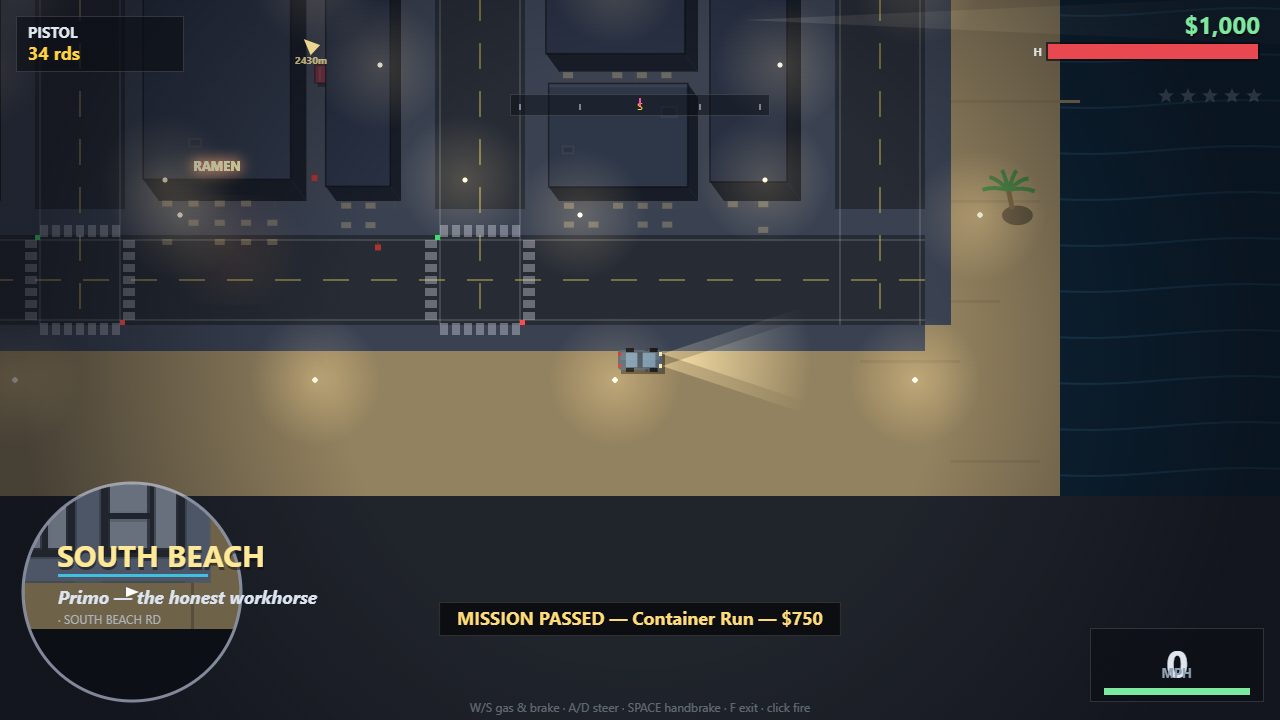 PISTOL
34 rds
$1,000
H
2430m
S
RAMEN
SOUTH BEACH
Primo — the honest workhorse
· SOUTH BEACH RD
MISSION PASSED — Container Run — $750
0
MPH
W/S gas & brake · A/D steer · SPACE handbrake · F exit · click fire